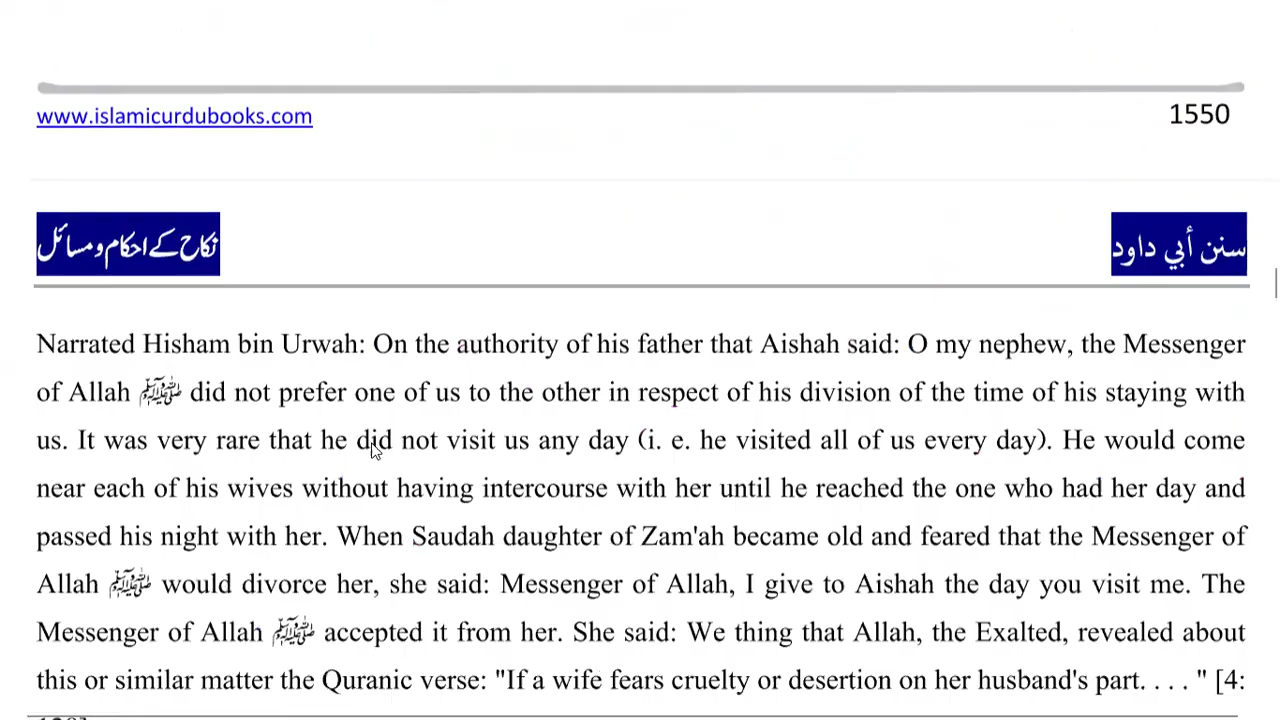 www.islamicurdubooks.com 1550
نکاح کے احکام و مسائل سنن أبي داود
Narrated Hisham bin Urwah: On the authority of his father that Aishah said: O my nephew, the Messenger
of Allah ﷺ did not prefer one of us to the other in respect of his division of the time of his staying with
us. It was very rare that he did not visit us any day (i. e. he visited all of us every day). He would come
near each of his wives without having intercourse with her until he reached the one who had her day and
passed his night with her. When Saudah daughter of Zam'ah became old and feared that the Messenger of
Allah ﷺ would divorce her, she said: Messenger of Allah, I give to Aishah the day you visit me. The
Messenger of Allah ﷺ accepted it from her. She said: We thing that Allah, the Exalted, revealed about
this or similar matter the Quranic verse: "If a wife fears cruelty or desertion on her husband's part. . . . " [4: